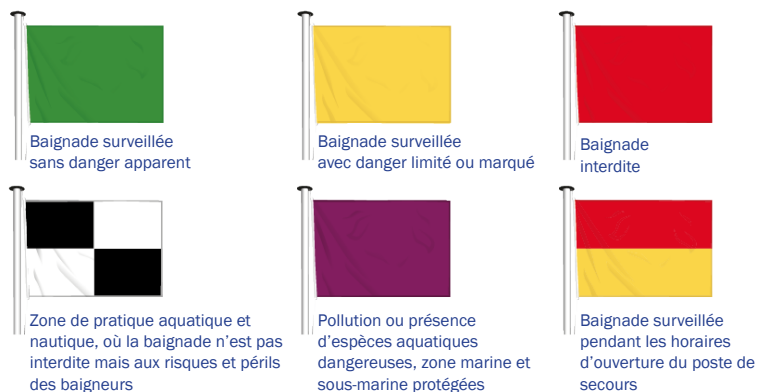 Baignade surveillée
sans danger apparent
Baignade surveillée
avec danger limité ou marqué
Baignade
interdite
Zone de pratique aquatique et
nautique, où la baignade n'est pas
interdite mais aux risques et périls
des baigneurs
Pollution ou présence
d'espèces aquatiques
dangereuses, zone marine et
sous-marine protégées
Baignade surveillée
pendant les horaires
d'ouverture du poste de
secours